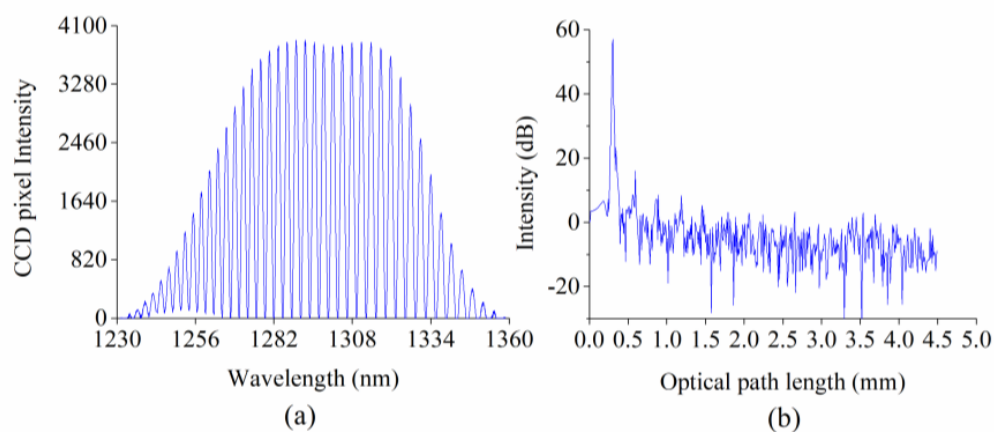 4100
3280
2460
1640
820
0
CCD pixel Intensity
1230 1256 1282 1308 1334 1360
Wavelength (nm)
(a)
60
40
20
0
-20
Intensity (dB)
0.0 0.5 1.0 1.5 2.0 2.5 3.0 3.5 4.0 4.5 5.0
Optical path length (mm)
(b)